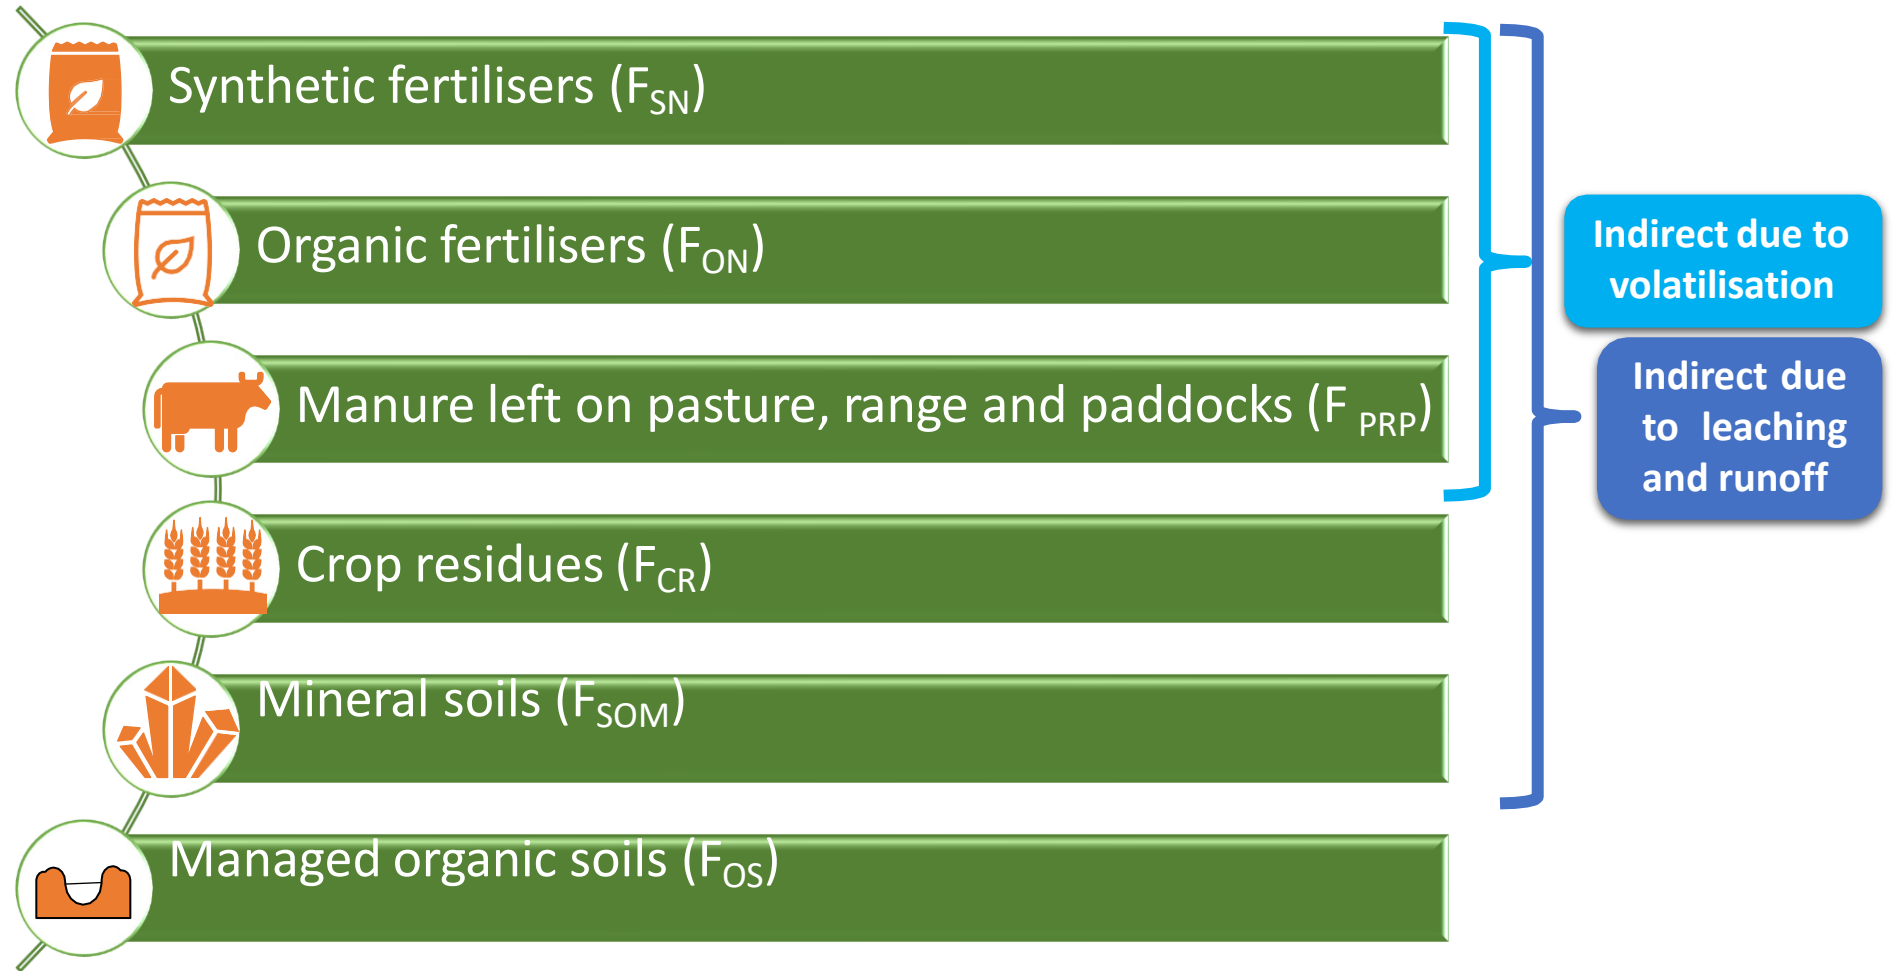 Synthetic fertilisers (FSN)
Organic fertilisers (FON)
Manure left on pasture, range and paddocks (F PRP)
Crop residues (FCR)
Mineral soils (FSOM)
Managed organic soils (FOS)
Indirect due to
volatilisation
Indirect due
to leaching
and runoff